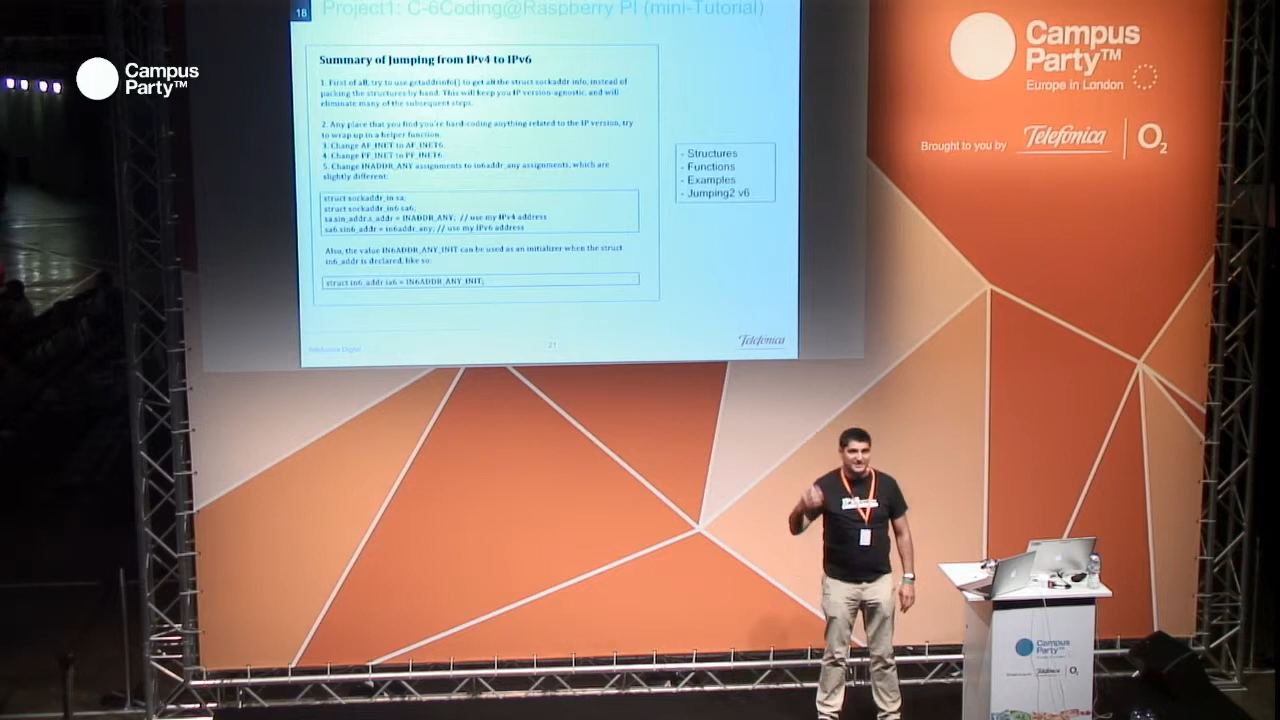 18
Project1: C-6Coding@Raspberry PI (mini-Tutorial)
Summary of Jumping from IPv4 to IPv6
1. First of all, try to use getaddrinfo() to get all the struct sockaddr info, instead of
packing the structures by hand. This will keep you IP version-agnostic, and will
eliminate many of the subsequent steps.
2. Any place that you find you're hard-coding anything related to the IP version, try
to wrap up in a helper function.
3. Change AF_INET to AF_INET6.
4. Change PF_INET to PF_INET6.
5. Change INADDR_ANY assignments to in6addr_any assignments, which are
slightly different:
struct sockaddr_in sa;
struct sockaddr_in6 sa6;
sa.sin_addr.s_addr = INADDR_ANY; // use my IPv4 address
sa6.sin6_addr = in6addr_any; // use my IPv6 address
Also, the value IN6ADDR_ANY_INIT can be used as an initializer when the struct
in6_addr is declared, like so:
struct in6_addr ia6 = IN6ADDR_ANY_INIT;
- Structures
- Functions
- Examples
- Jumping2 v6
Telefónica Digital
21
Telefónica
Campus
Party™
Campus
Party™
Europe in London
Brought to you by
Telefónica
O2
Campus
Party™
Telefónica
O2